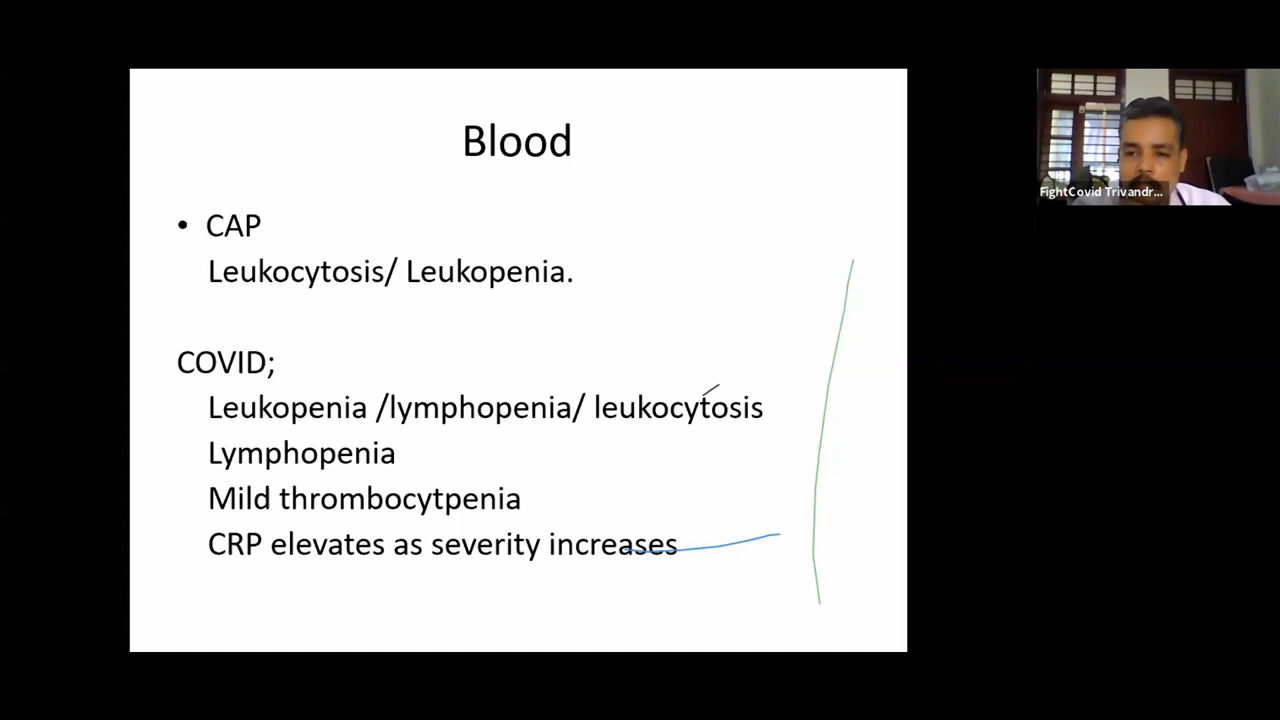 Blood
• CAP
Leukocytosis/ Leukopenia.
COVID;
Leukopenia /lymphopenia/ leukocytosis
Lymphopenia
Mild thrombocytpenia
CRP elevates as severity increases
FightCovid Trivandr...